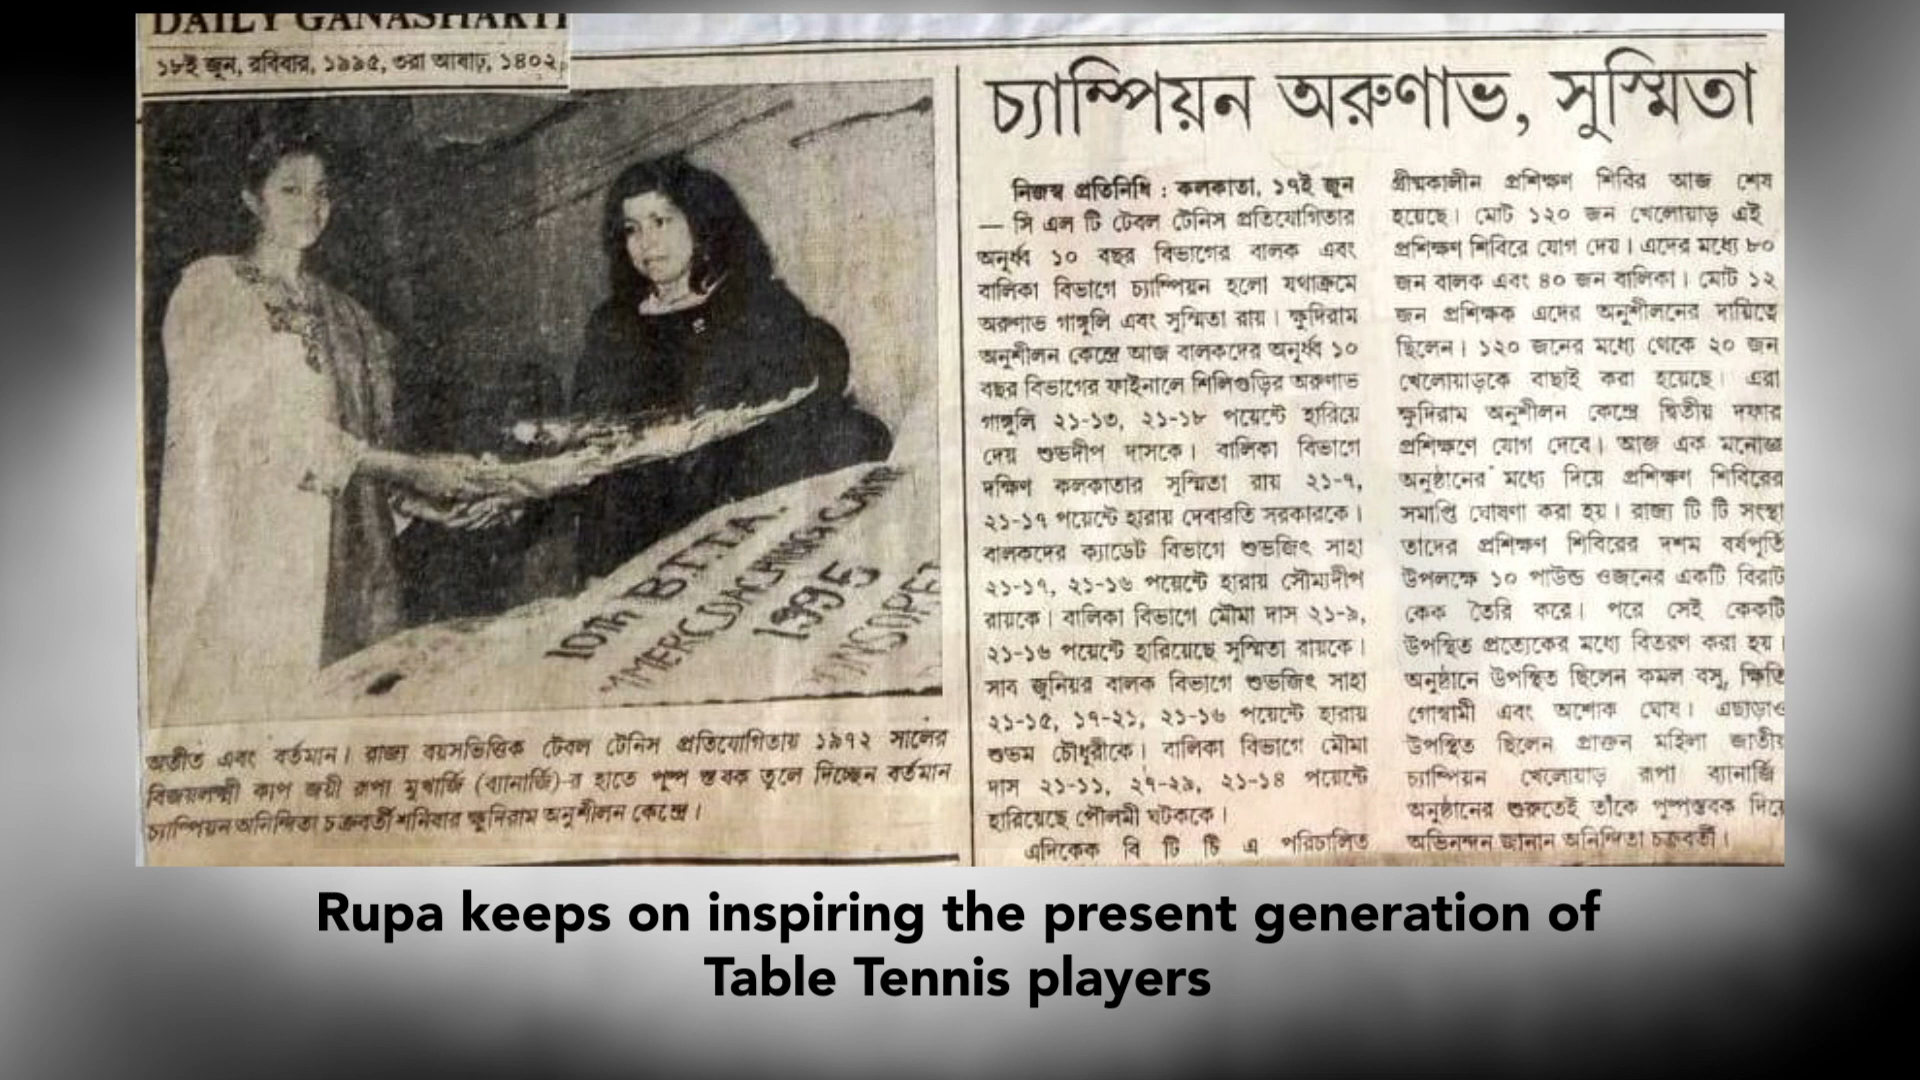 DAILY GANASHAKTI
১৮ই জুন, রবিবার, ১৯৯৫, ৩রা আষাঢ়, ১৪০২
10th B.T.T.A.
1995
অতীত এবং বর্তমান। রাজ্য বয়সভিত্তিক টেবল টেনিস প্রতিযোগিতায় ১৯৭২ সালের
বিজয়লক্ষ্মী কাপ জয়ী রূপা মুখার্জি (ব্যানার্জি)-র হাতে পুষ্প স্তবক তুলে দিচ্ছেন বর্তমান
চ্যাম্পিয়ন অনিন্দিতা চক্রবর্তী শনিবার ক্ষুদিরাম অনুশীলন কেন্দ্রে।
চ্যাম্পিয়ন অরুণাভ, সুস্মিতা
নিজস্ব প্রতিনিধি : কলকাতা, ১৭ই জুন
— সি এল টি টেবল টেনিস প্রতিযোগিতার
অনূর্ধ্ব ১০ বছর বিভাগের বালক এবং
বালিকা বিভাগে চ্যাম্পিয়ন হলো যথাক্রমে
অরুণাভ গাঙ্গুলি এবং সুস্মিতা রায়। ক্ষুদিরাম
অনুশীলন কেন্দ্রে আজ বালকদের অনূর্ধ্ব ১০
বছর বিভাগের ফাইনালে শিলিগুড়ির অরুণাভ
গাঙ্গুলি ২১-১৩, ২১-১৮ পয়েন্টে হারিয়ে
দেয় শুভদীপ দাসকে। বালিকা বিভাগে
দক্ষিণ কলকাতার সুস্মিতা রায় ২১-৭,
২১-১৭ পয়েন্টে হারায় দেবারতি সরকারকে।
বালকদের ক্যাডেট বিভাগে শুভজিৎ সাহা
২১-১৭, ২১-১৬ পয়েন্টে হারায় সৌম্যদীপ
রায়কে। বালিকা বিভাগে মৌমা দাস ২১-৯,
২১-১৬ পয়েন্টে হারিয়েছে সুস্মিতা রায়কে।
সাব জুনিয়র বালক বিভাগে শুভজিৎ সাহা
২১-১৫, ১৭-২১, ২১-১৬ পয়েন্টে হারায়
শুভম চৌধুরীকে। বালিকা বিভাগে মৌমা
দাস ২১-১১, ২৭-২৯, ২১-১৪ পয়েন্টে
হারিয়েছে পৌলমী ঘটককে।
এদিকেক বি টি টি এ পরিচালিত
গ্রীষ্মকালীন প্রশিক্ষণ শিবির আজ শেষ
হয়েছে। মোট ১২০ জন খেলোয়াড় এই
প্রশিক্ষণ শিবিরে যোগ দেয়। এদের মধ্যে ৮০
জন বালক এবং ৪০ জন বালিকা। মোট ১২
জন প্রশিক্ষক এদের অনুশীলনের দায়িত্বে
ছিলেন। ১২০ জনের মধ্যে থেকে ২০ জন
খেলোয়াড়কে বাছাই করা হয়েছে। এরা
ক্ষুদিরাম অনুশীলন কেন্দ্রে দ্বিতীয় দফার
প্রশিক্ষণে যোগ দেবে। আজ এক মনোজ্ঞ
অনুষ্ঠানের মধ্যে দিয়ে প্রশিক্ষণ শিবিরের
সমাপ্তি ঘোষণা করা হয়। রাজ্য টি টি সংস্থা
তাদের প্রশিক্ষণ শিবিরের দশম বর্ষপূর্তি
উপলক্ষে ১০ পাউন্ড ওজনের একটি বিরাট
কেক তৈরি করে। পরে সেই কেকটি
উপস্থিত প্রত্যেকের মধ্যে বিতরণ করা হয়।
অনুষ্ঠানে উপস্থিত ছিলেন কমল বসু, ক্ষিতি
গোস্বামী এবং অশোক ঘোষ। এছাড়াও
উপস্থিত ছিলেন প্রাক্তন মহিলা জাতীয়
চ্যাম্পিয়ন খেলোয়াড় রূপা ব্যানার্জি
অনুষ্ঠানের শুরুতেই তাঁকে পুষ্পস্তবক দিয়ে
অভিনন্দন জানান অনিন্দিতা চক্রবর্তী।
Rupa keeps on inspiring the present generation of
Table Tennis players